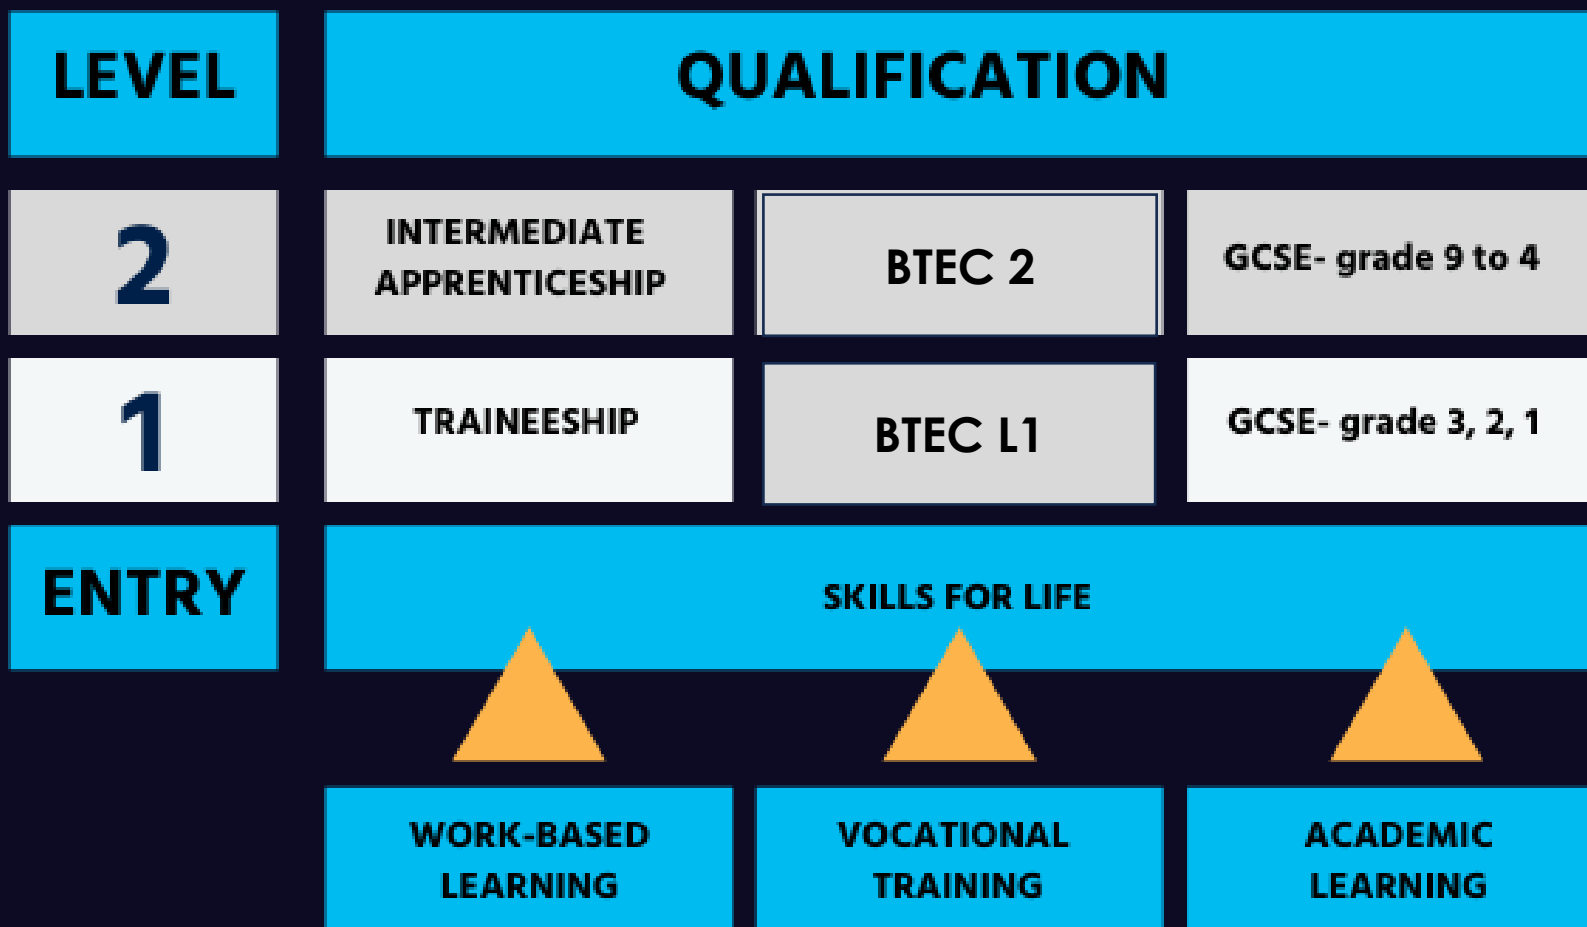 LEVEL
QUALIFICATION
2
INTERMEDIATE
APPRENTICESHIP
BTEC 2
GCSE- grade 9 to 4
1
TRAINEESHIP
BTEC L1
GCSE- grade 3, 2, 1
ENTRY
SKILLS FOR LIFE
WORK-BASED
LEARNING
VOCATIONAL
TRAINING
ACADEMIC
LEARNING